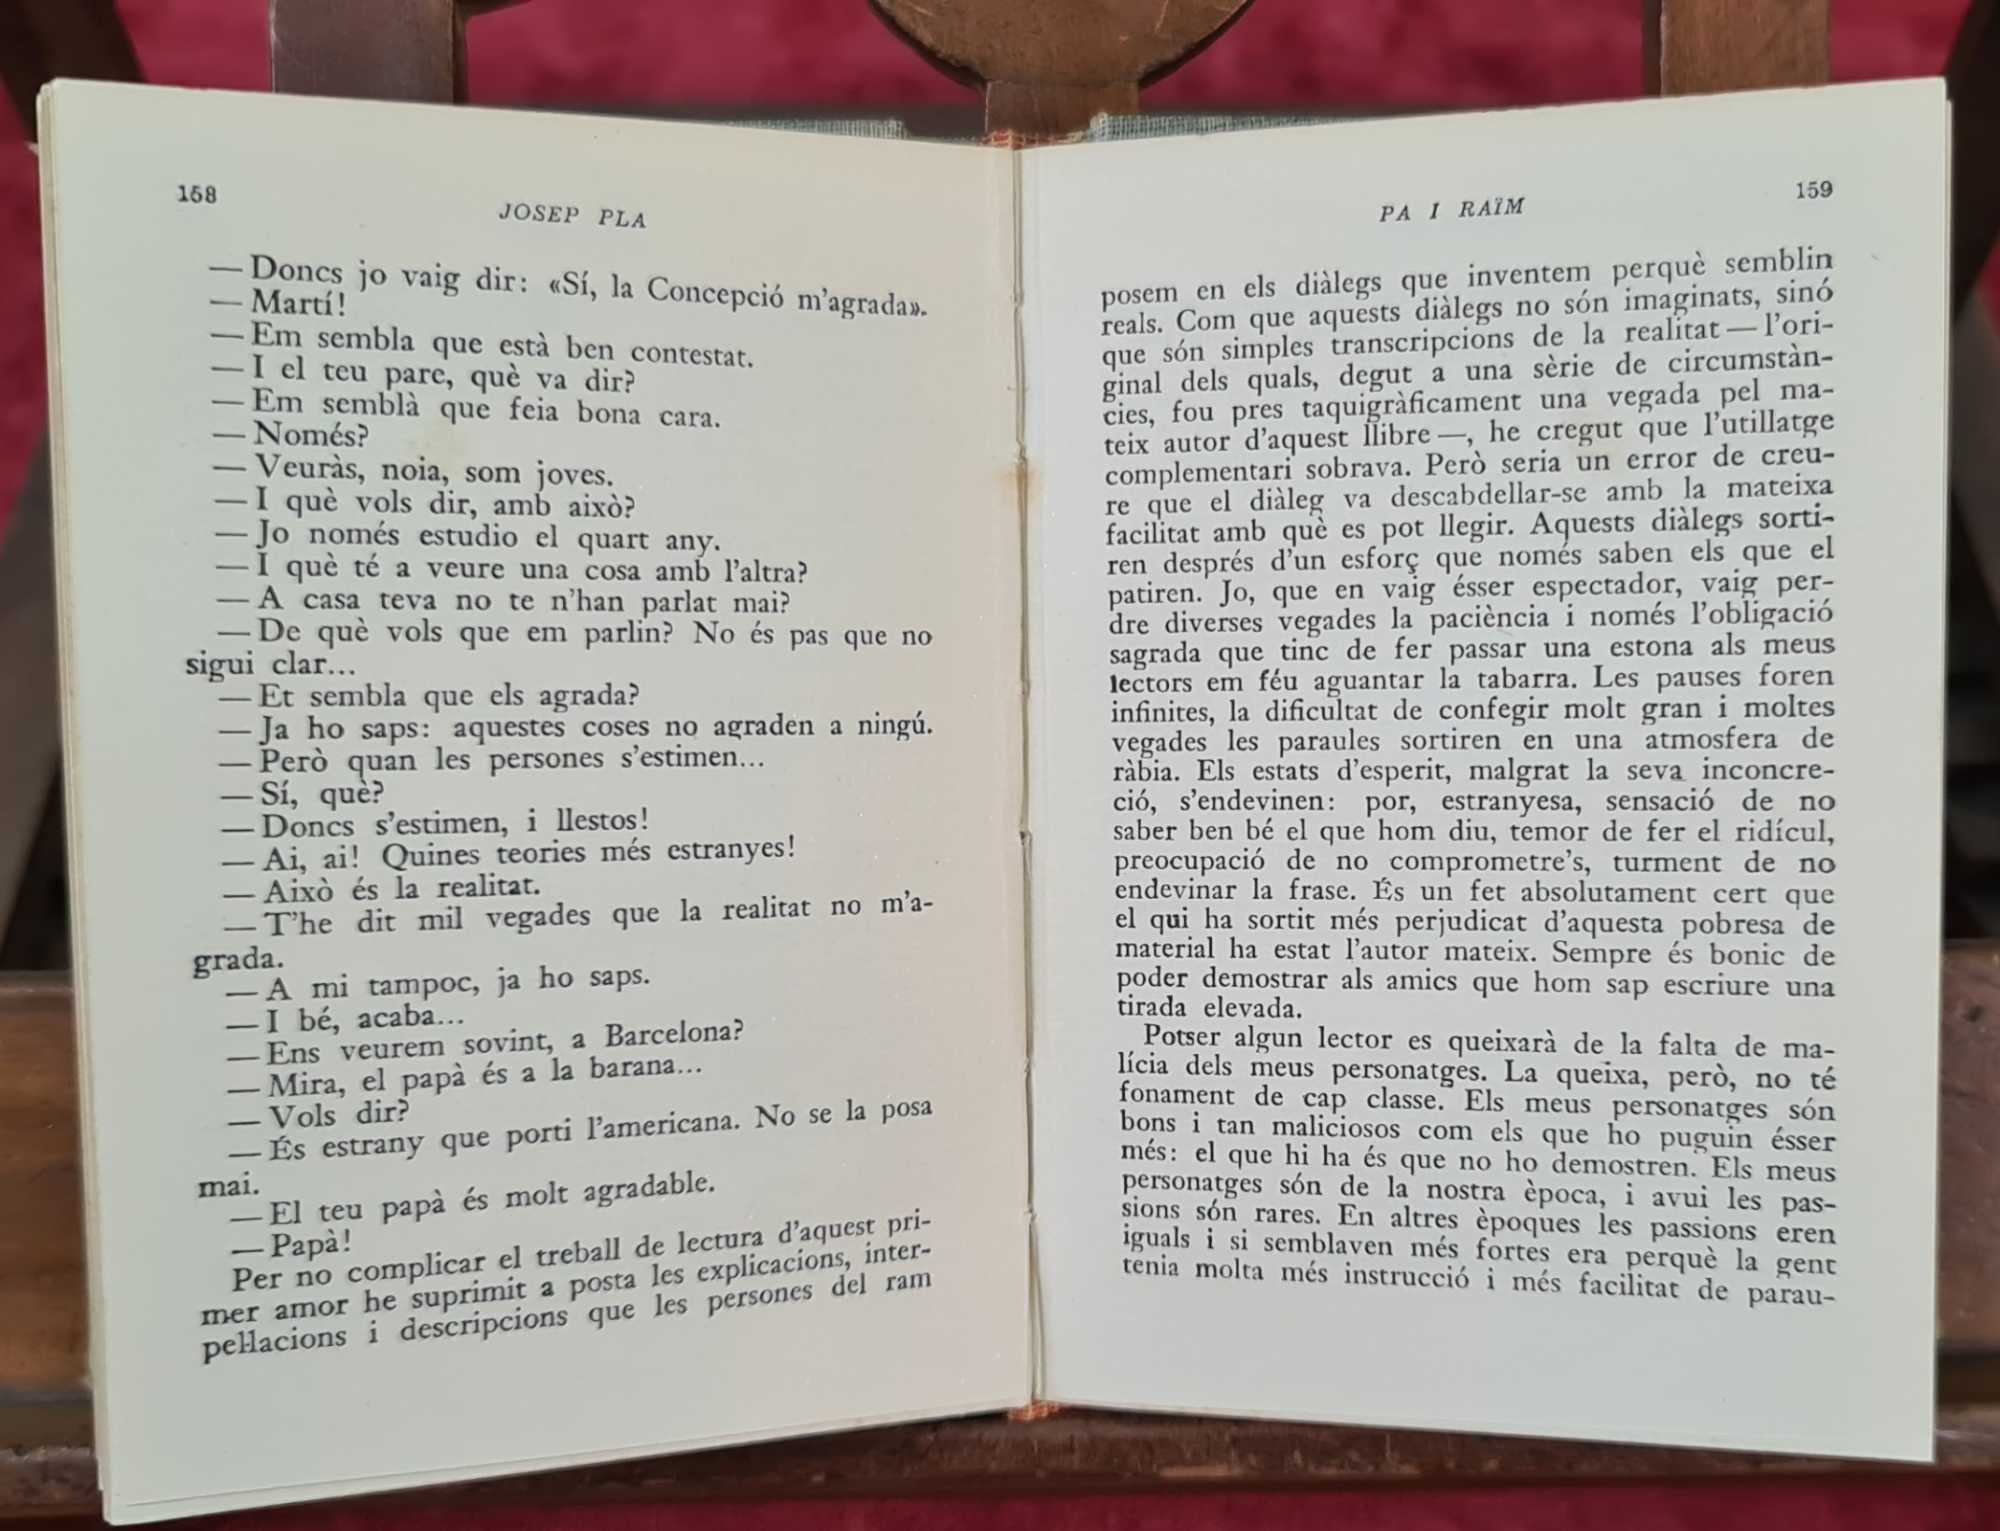 158
JOSEP PLA
— Doncs jo vaig dir: «Sí, la Concepció m'agrada».
— Martí!
— Em sembla que està ben contestat.
— I el teu pare, què va dir?
— Em semblà que feia bona cara.
— Només?
— Veuràs, noia, som joves.
— I què vols dir, amb això?
— Jo només estudio el quart any.
— I què té a veure una cosa amb l'altra?
— A casa teva no te n'han parlat mai?
— De què vols que em parlin? No és pas que no
sigui clar...
— Et sembla que els agrada?
— Ja ho saps: aquestes coses no agraden a ningú.
— Però quan les persones s'estimen...
— Sí, què?
— Doncs s'estimen, i llestos!
— Ai, ai! Quines teories més estranyes!
— Això és la realitat.
— T'he dit mil vegades que la realitat no m'a-
grada.
— A mi tampoc, ja ho saps.
— I bé, acaba...
— Ens veurem sovint, a Barcelona?
— Mira, el papà és a la barana...
— Vols dir?
— És estrany que porti l'americana. No se la posa
mai.
— El teu papà és molt agradable.
— Papà!
Per no complicar el treball de lectura d'aquest pri-
mer amor he suprimit a posta les explicacions, inter-
pel·lacions i descripcions que les persones del ram
159
PA I RAÏM
posem en els diàlegs que inventem perquè semblin
reals. Com que aquests diàlegs no són imaginats, sinó
que són simples transcripcions de la realitat — l'ori-
ginal dels quals, degut a una sèrie de circumstàn-
cies, fou pres taquigràficament una vegada pel ma-
teix autor d'aquest llibre —, he cregut que l'utillatge
complementari sobrava. Però seria un error de creu-
re que el diàleg va descabdellar-se amb la mateixa
facilitat amb què es pot llegir. Aquests diàlegs sorti-
ren després d'un esforç que només saben els que el
patiren. Jo, que en vaig ésser espectador, vaig per-
dre diverses vegades la paciència i només l'obligació
sagrada que tinc de fer passar una estona als meus
lectors em féu aguantar la tabarra. Les pauses foren
infinites, la dificultat de confegir molt gran i moltes
vegades les paraules sortiren en una atmosfera de
ràbia. Els estats d'esperit, malgrat la seva inconcre-
ció, s'endevinen: por, estranyesa, sensació de no
saber ben bé el que hom diu, temor de fer el ridícul,
preocupació de no comprometre's, turment de no
endevinar la frase. És un fet absolutament cert que
el qui ha sortit més perjudicat d'aquesta pobresa de
material ha estat l'autor mateix. Sempre és bonic de
poder demostrar als amics que hom sap escriure una
tirada elevada.
Potser algun lector es queixarà de la falta de ma-
lícia dels meus personatges. La queixa, però, no té
fonament de cap classe. Els meus personatges són
bons i tan maliciosos com els que ho puguin ésser
més: el que hi ha és que no ho demostren. Els meus
personatges són de la nostra època, i avui les pas-
sions són rares. En altres èpoques les passions eren
iguals i si semblaven més fortes era perquè la gent
tenia molta més instrucció i més facilitat de parau-